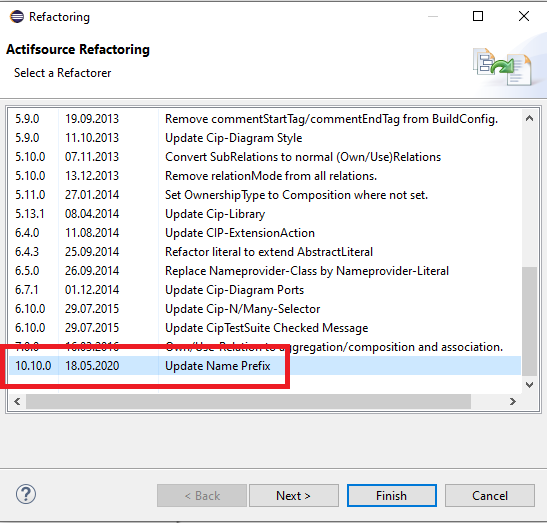 Refactoring
Actifsource Refactoring
Select a Refactorer
5.9.0 19.09.2013 Remove commentStartTag/commentEndTag from BuildConfig.
5.9.0 11.10.2013 Update Cip-Diagram Style
5.10.0 07.11.2013 Convert SubRelations to normal (Own/Use)Relations
5.10.0 13.12.2013 Remove relationMode from all relations.
5.11.0 27.01.2014 Set OwnershipType to Composition where not set.
5.13.1 08.04.2014 Update Cip-Library
6.4.0 11.08.2014 Update CIP-ExtensionAction
6.4.3 25.09.2014 Refactor literal to extend AbstractLiteral
6.5.0 26.09.2014 Replace Nameprovider-Class by Nameprovider-Literal
6.7.1 01.12.2014 Update Cip-Diagram Ports
6.10.0 29.07.2015 Update Cip-N/Many-Selector
6.10.0 29.07.2015 Update CipTestSuite Checked Message
7.0.0 16.03.2016 Own/Use-Relation to aggregation/composition and association.
10.10.0 18.05.2020 Update Name Prefix
? < Back Next > Finish Cancel